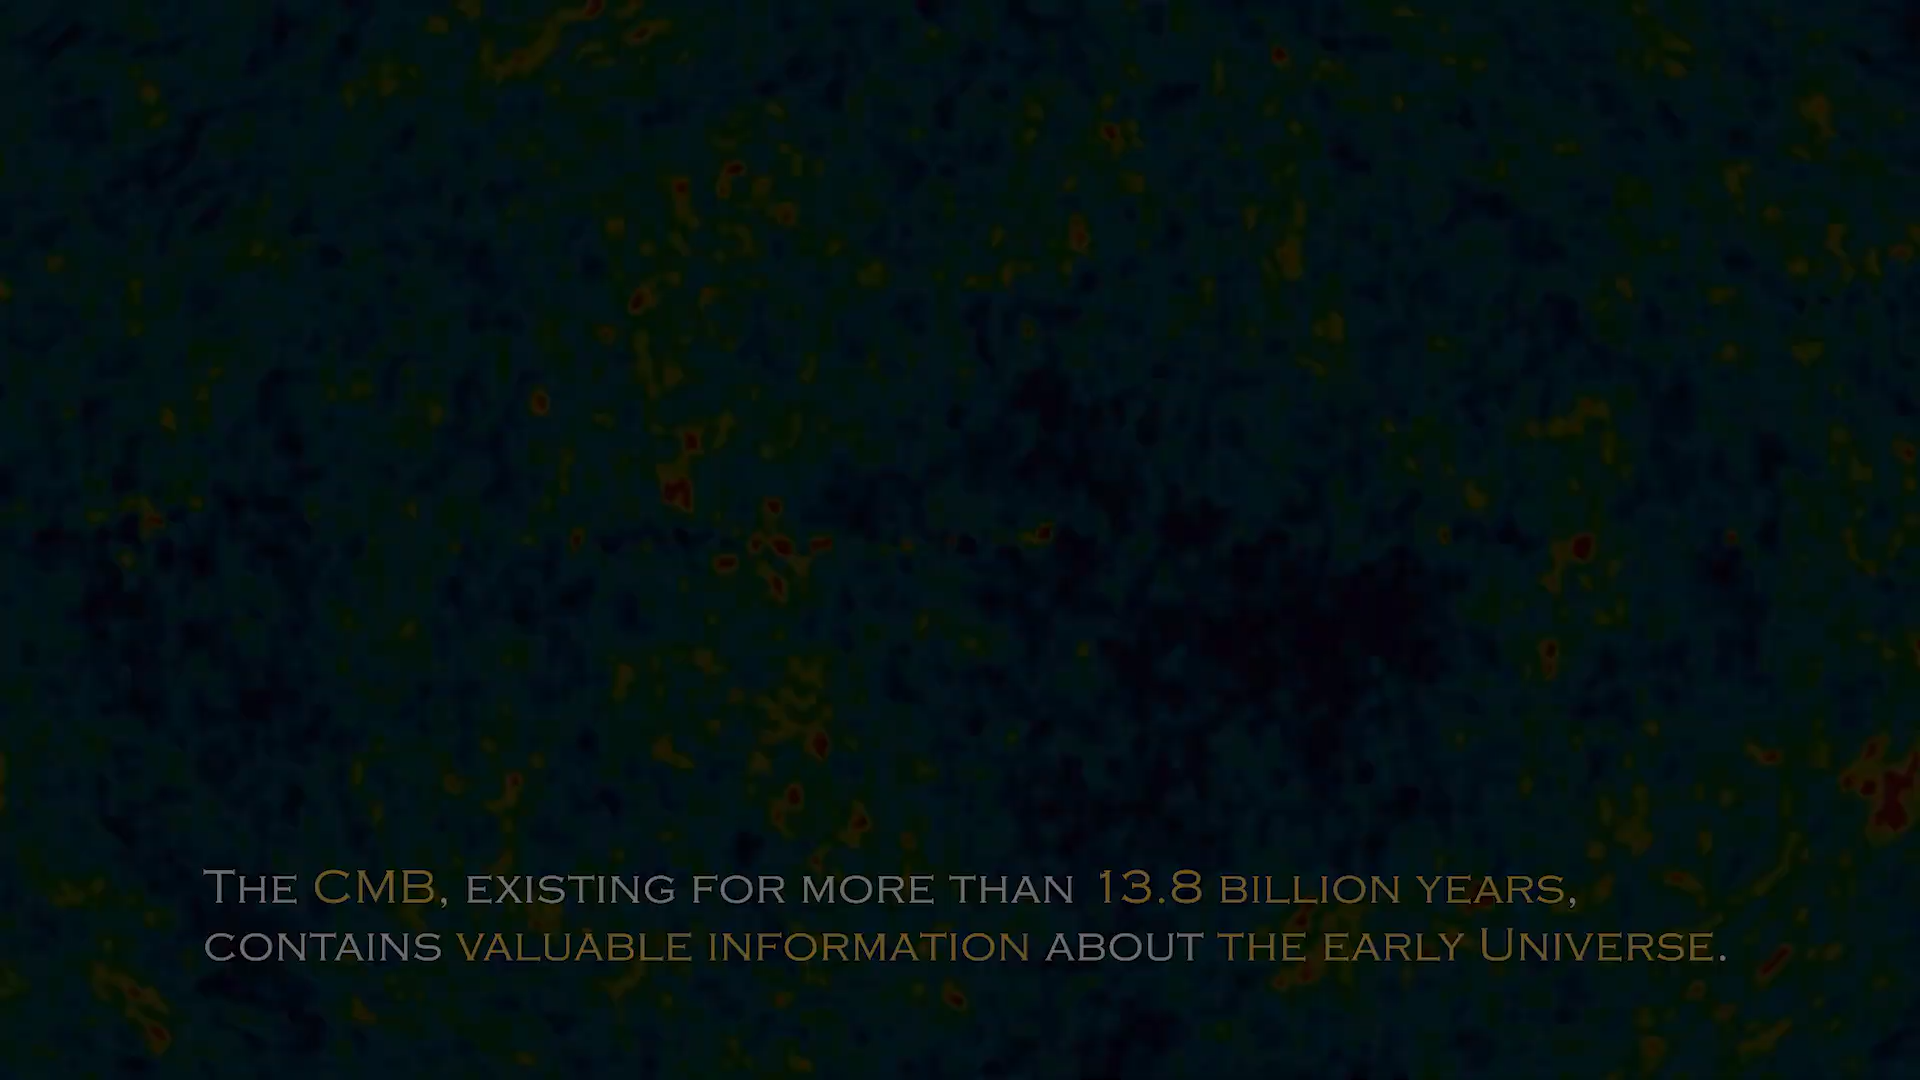 The CMB, existing for more than 13.8 billion years,
contains valuable information about the early Universe.